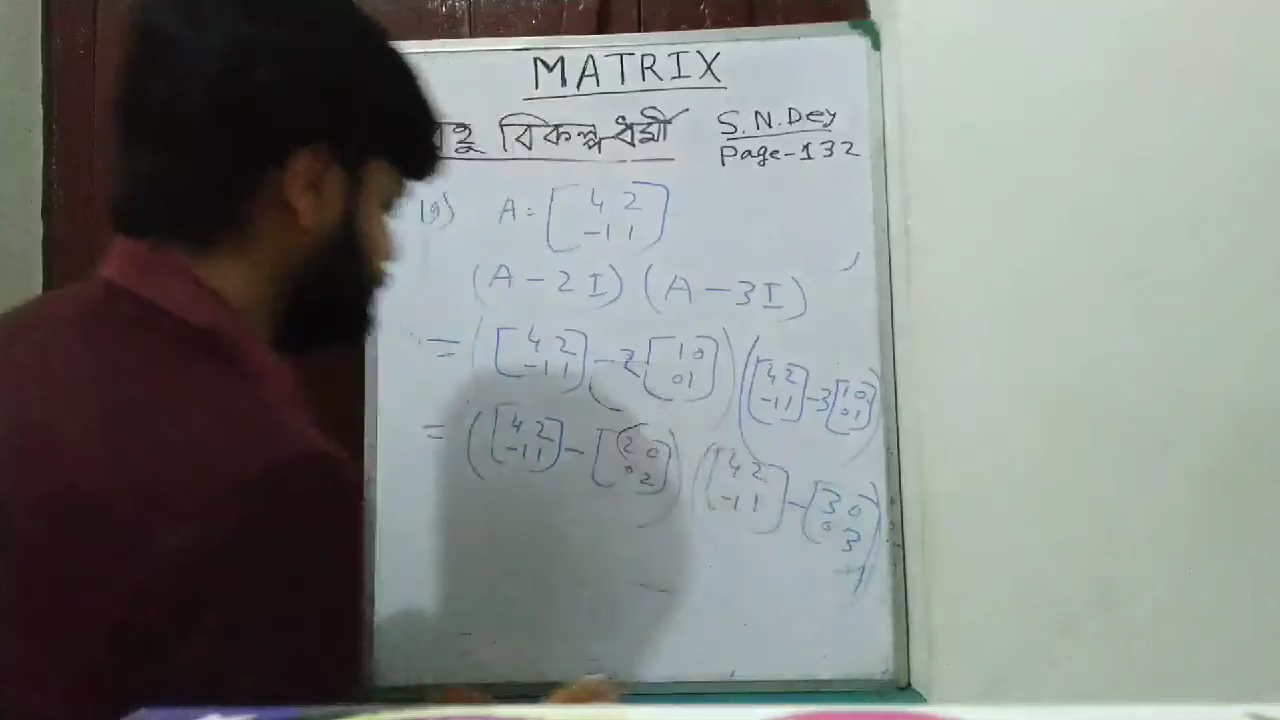 MATRIX
বিকল্পধর্মী S.N.Dey
Page-132
19) A = [4 2 -1 1]
(A - 2I) (A - 3I)
= ([4 2 -1 1] - 2[1 0 0 1]) ([4 2 -1 1] - 3[1 0 0 1])
= ([4 2 -1 1] - [2 0 0 2]) ([4 2 -1 1] - [3 0 0 3])